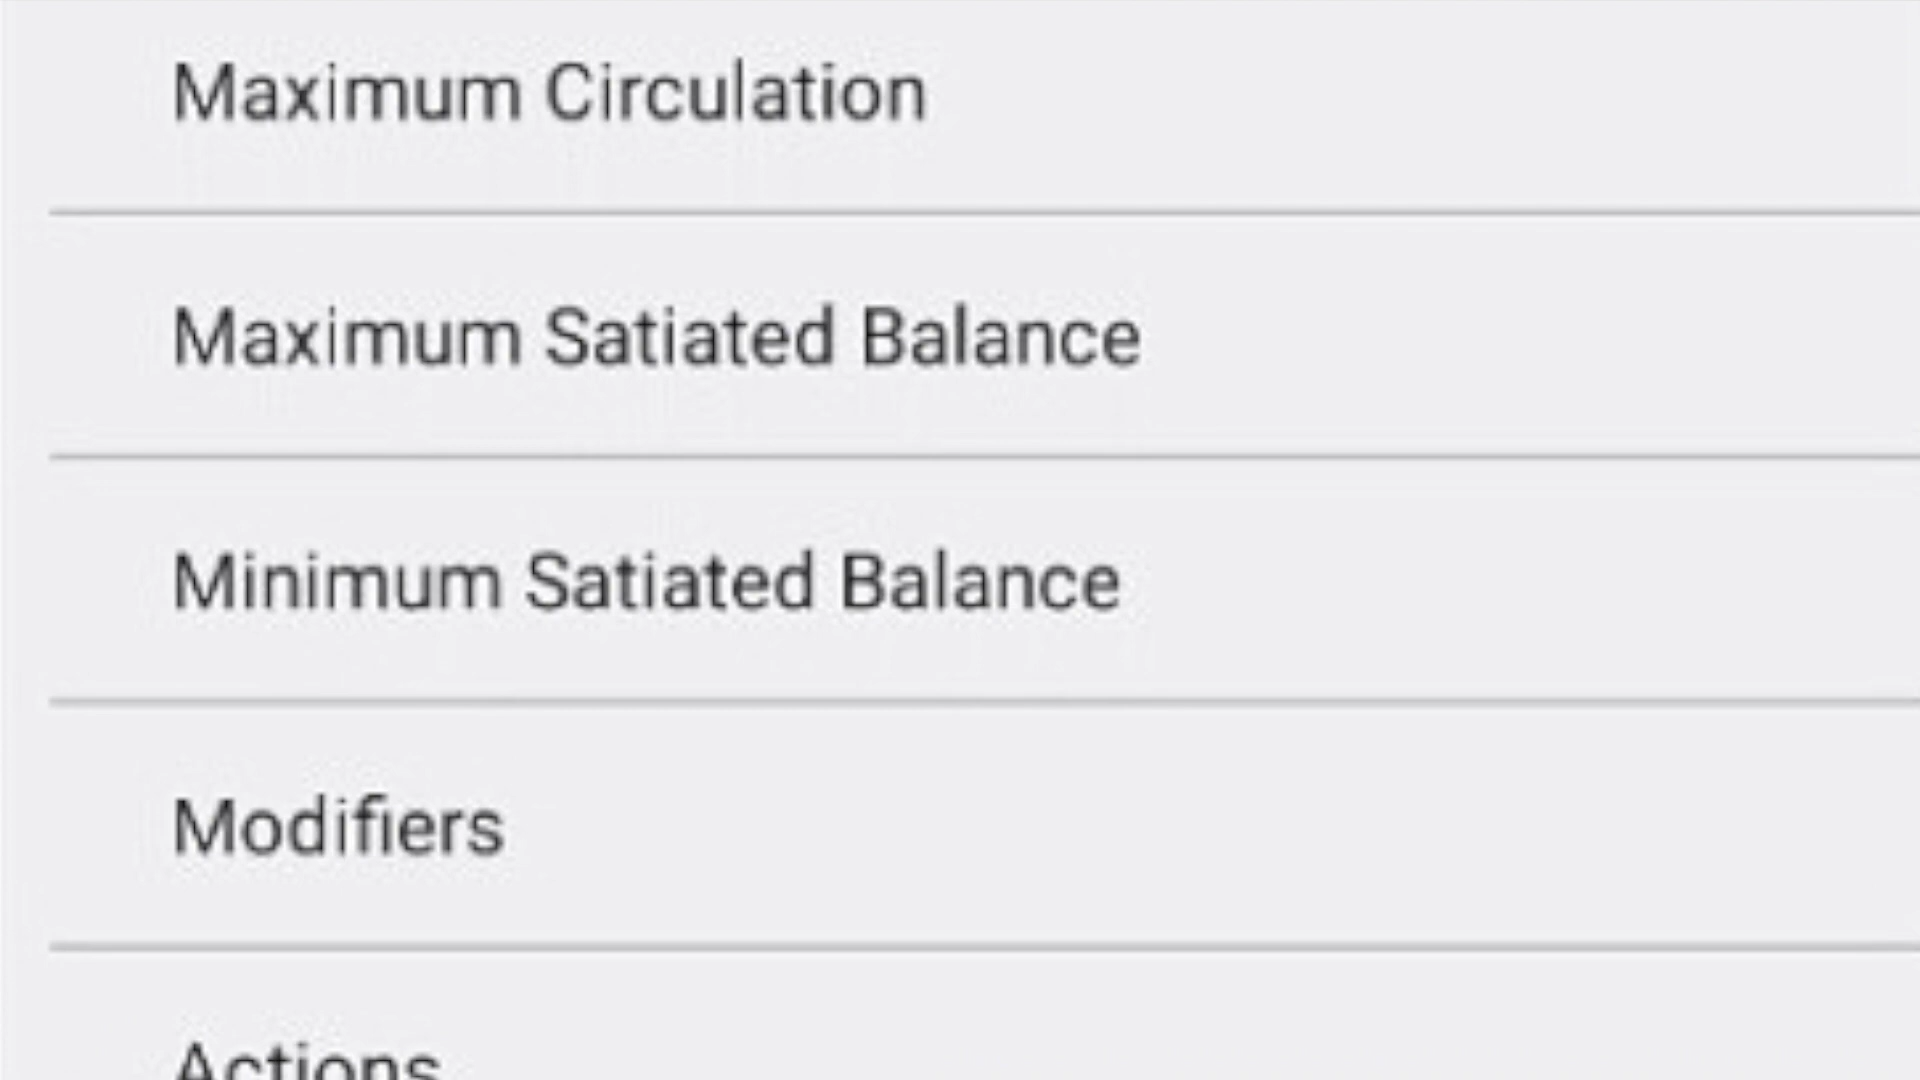 Maximum Circulation
Maximum Satiated Balance
Minimum Satiated Balance
Modifiers
Actions